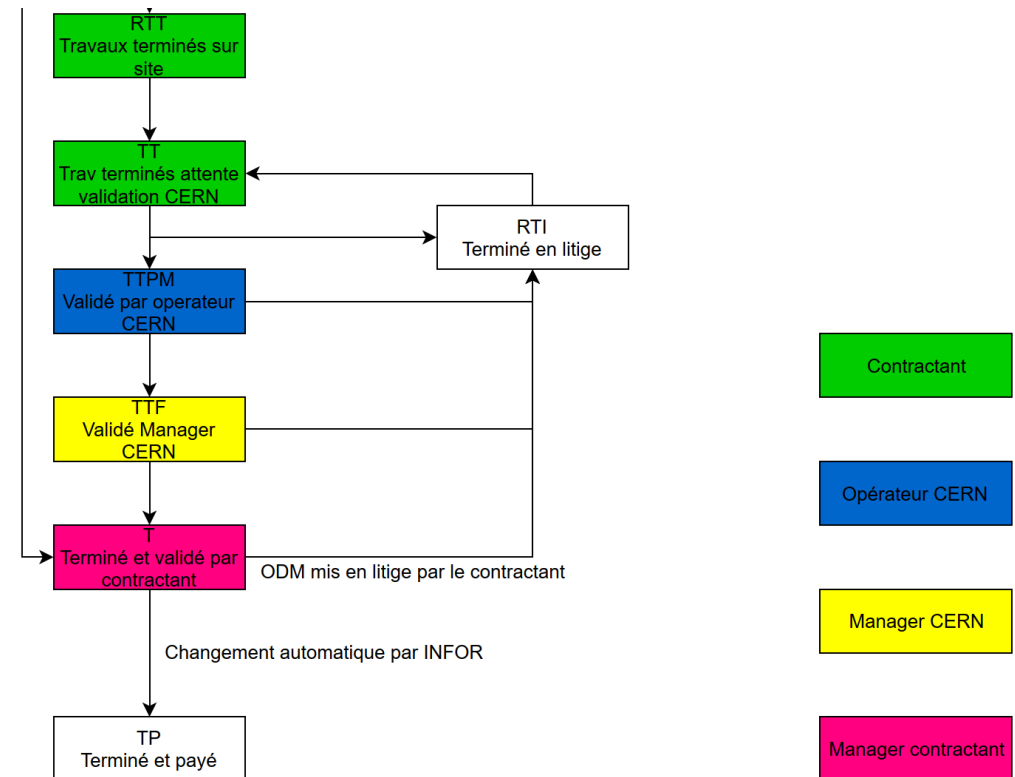 RTT
Travaux terminés sur
site
TT
Trav terminés attente
validation CERN
RTI
Terminé en litige
TTPM
Validé par operateur
CERN
Contractant
TTF
Validé Manager
CERN
Opérateur CERN
T
Terminé et validé par
contractant
ODM mis en litige par le contractant
Manager CERN
Changement automatique par INFOR
TP
Terminé et payé
Manager contractant